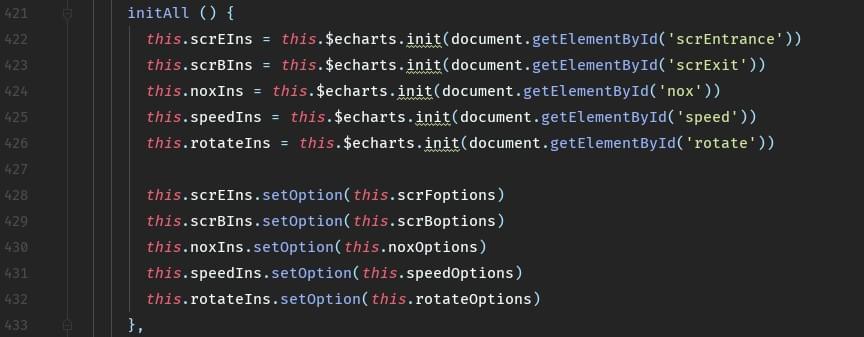 421 initAll () {
422 this.scrEIns = this.$echarts.init(document.getElementById('scrEntrance'))
423 this.scrBIns = this.$echarts.init(document.getElementById('scrExit'))
424 this.noxIns = this.$echarts.init(document.getElementById('nox'))
425 this.speedIns = this.$echarts.init(document.getElementById('speed'))
426 this.rotateIns = this.$echarts.init(document.getElementById('rotate'))
427
428 this.scrEIns.setOption(this.scrFoptions)
429 this.scrBIns.setOption(this.scrBoptions)
430 this.noxIns.setOption(this.noxOptions)
431 this.speedIns.setOption(this.speedOptions)
432 this.rotateIns.setOption(this.rotateOptions)
433 },